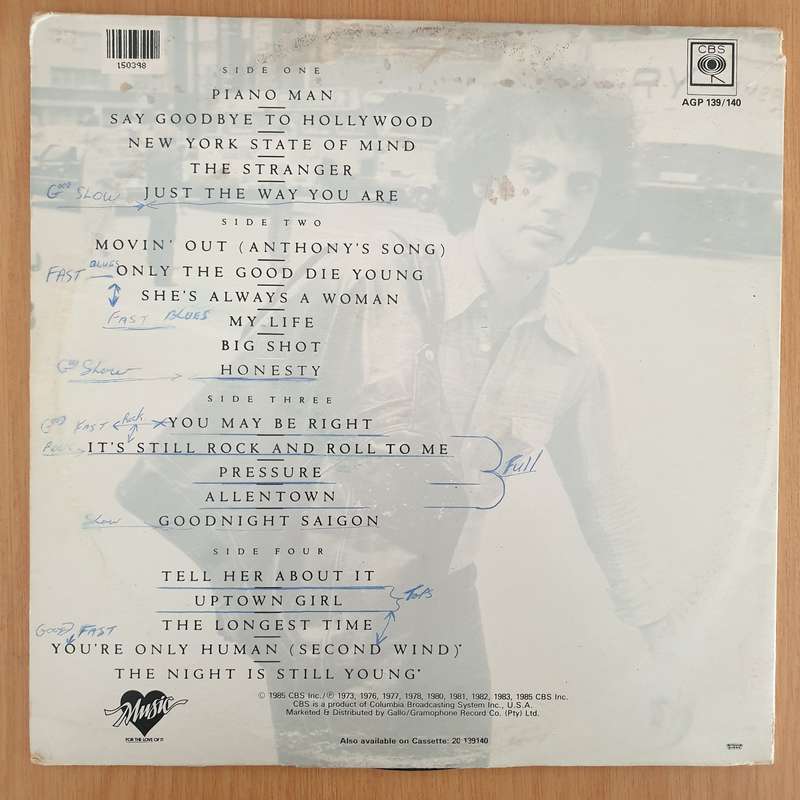 150398
CBS
AGP 139/140
SIDE ONE
PIANO MAN
SAY GOODBYE TO HOLLYWOOD
NEW YORK STATE OF MIND
THE STRANGER
GOOD SLOW JUST THE WAY YOU ARE
SIDE TWO
MOVIN' OUT (ANTHONY'S SONG)
FAST BLUES ONLY THE GOOD DIE YOUNG
SHE'S ALWAYS A WOMAN
FAST BLUES MY LIFE
BIG SHOT
Slow HONESTY
SIDE THREE
GOOD FAST Rock YOU MAY BE RIGHT
IT'S STILL ROCK AND ROLL TO ME
Full
PRESSURE
ALLENTOWN
Slow GOODNIGHT SAIGON
SIDE FOUR
TELL HER ABOUT IT
UPTOWN GIRL Tops
THE LONGEST TIME
GOOD FAST
YOU'RE ONLY HUMAN (SECOND WIND)*
THE NIGHT IS STILL YOUNG*
© 1985 CBS Inc./℗ 1973, 1976, 1977, 1978, 1980, 1981, 1982, 1983, 1985 CBS Inc.
CBS is a product of Columbia Broadcasting System Inc., U.S.A.
Marketed & Distributed by Gallo/Gramophone Record Co. (Pty) Ltd.
Music
FOR THE LOVE OF IT
Also available on Cassette: 20 139140